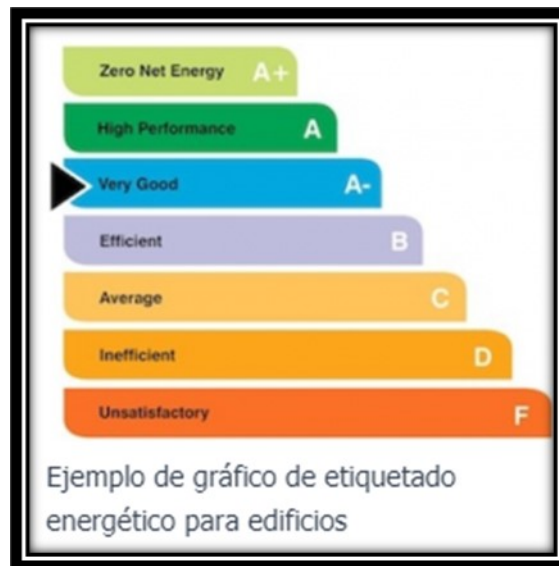 Zero Net Energy A+
High Performance A
Very Good A-
Efficient B
Average C
Inefficient D
Unsatisfactory F
Ejemplo de gráfico de etiquetado
energético para edificios